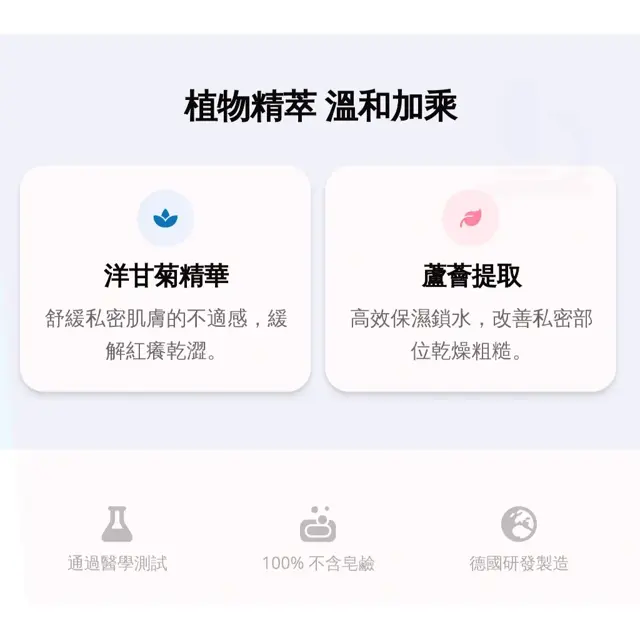 植物精萃 溫和加乘
洋甘菊精華
舒緩私密肌膚的不適感，緩
解紅癢乾澀。
蘆薈提取
高效保濕鎖水，改善私密部
位乾燥粗糙。
通過醫學測試
100% 不含皂鹼
德國研發製造